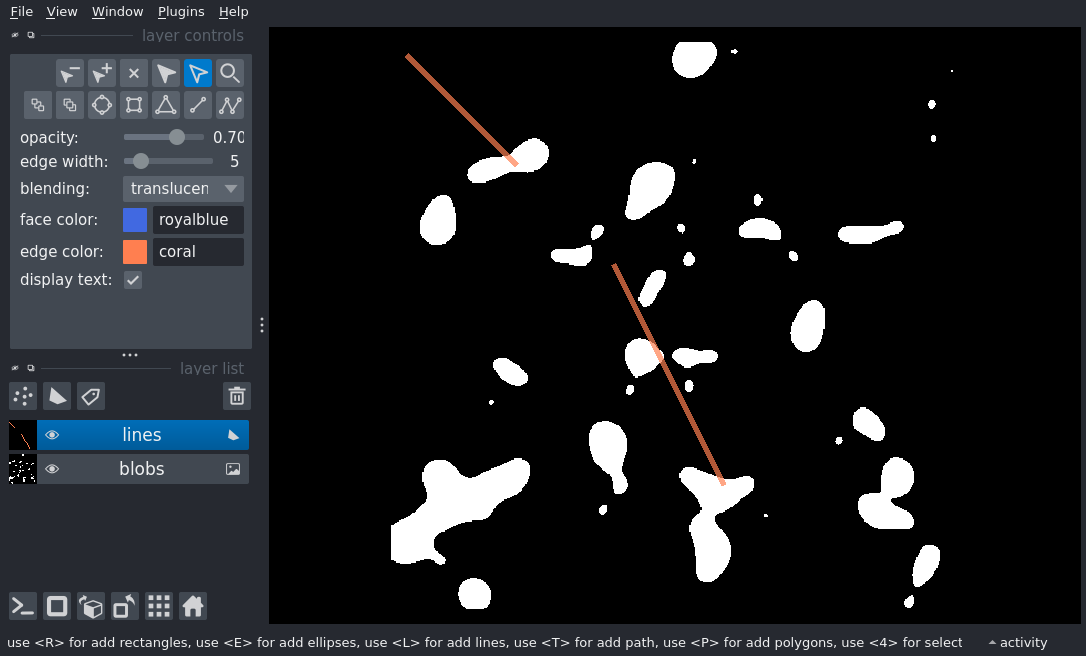 File View Window Plugins Help
layer controls
opacity: 0.70
edge width: 5
blending: translucen
face color: royalblue
edge color: coral
display text:
layer list
lines
blobs
use <R> for add rectangles, use <E> for add ellipses, use <L> for add lines, use <T> for add path, use <P> for add polygons, use <4> for select activity